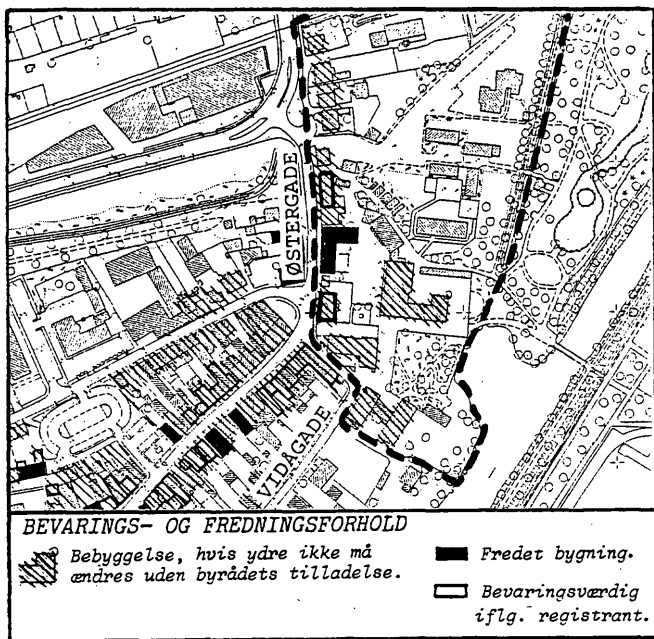 ØSTERGADE
VIDÅGADE
BEVARINGS- OG FREDNINGSFORHOLD
Bebyggelse, hvis ydre ikke må
ændres uden byrådets tilladelse.
Fredet bygning.
Bevaringsværdig
iflg. registrant.